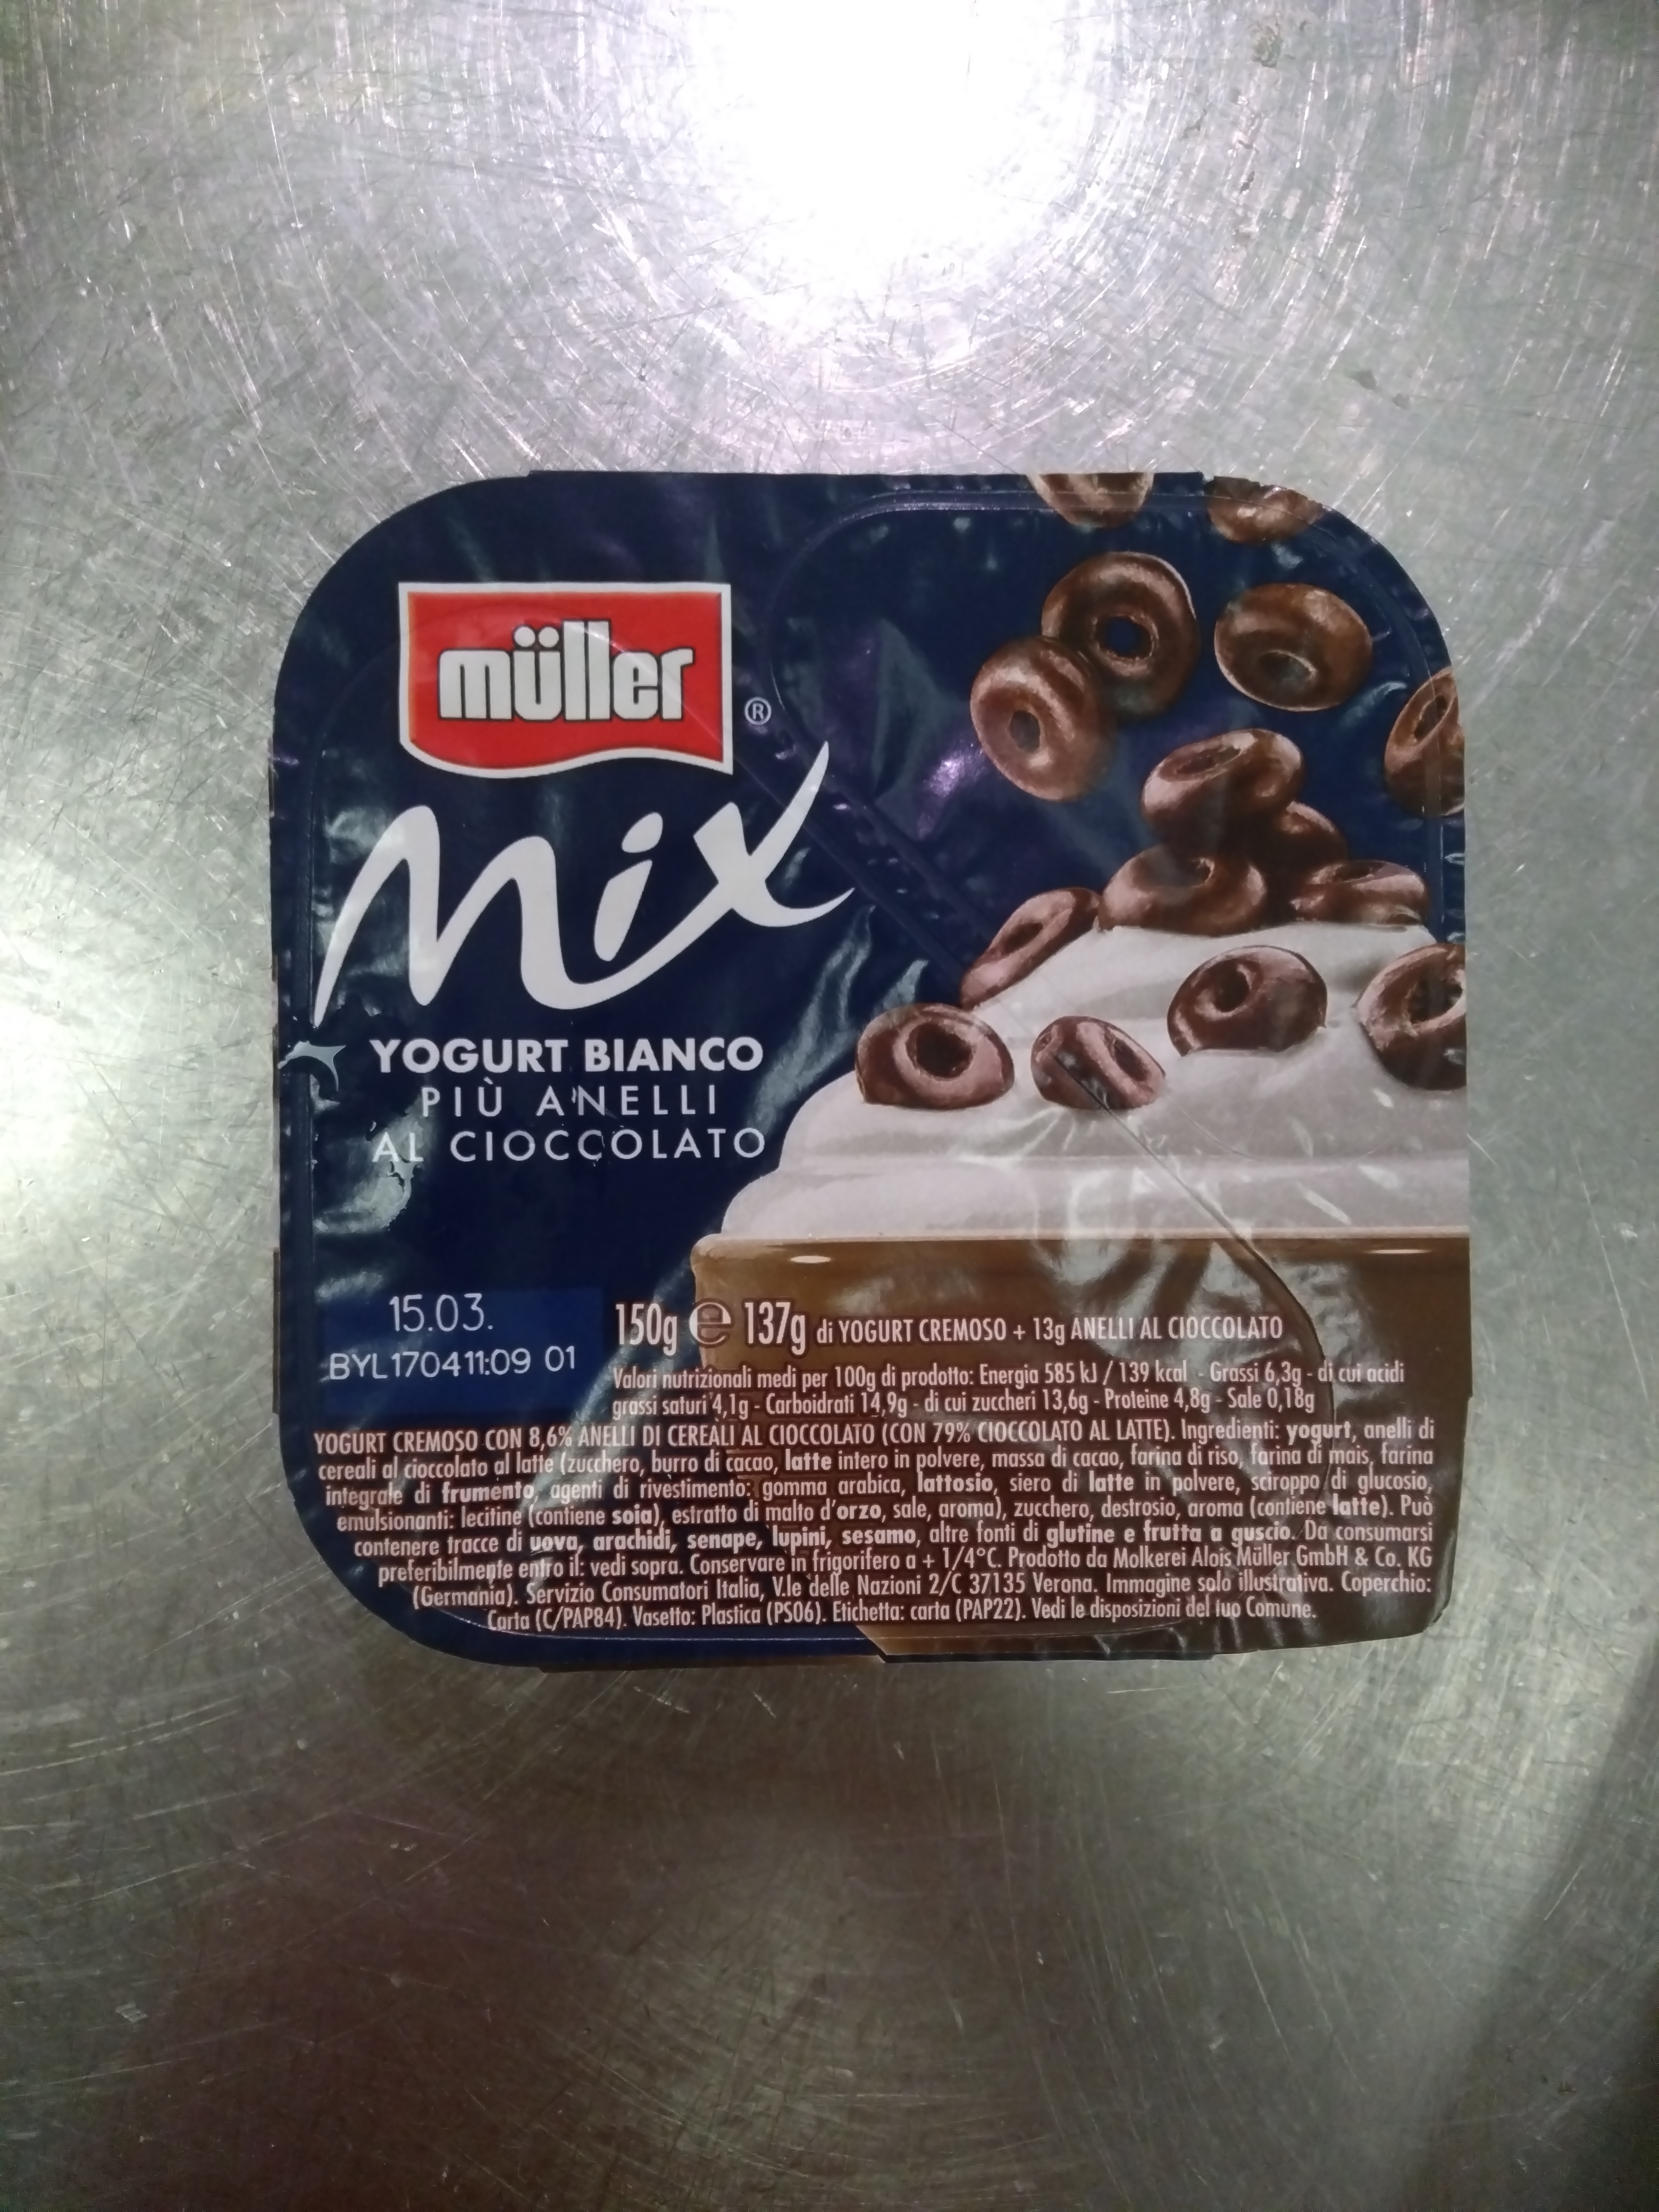 müller
®
Mix
YOGURT BIANCO
PIÙ ANELLI
AL CIOCCOLATO
15.03.
BYL170411:09 01
150g e 137g di YOGURT CREMOSO + 13g ANELLI AL CIOCCOLATO
Valori nutrizionali medi per 100g di prodotto: Energia 585 kJ / 139 kcal - Grassi 6,3g - di cui acidi
grassi saturi 4,1g - Carboidrati 14,9g - di cui zuccheri 13,6g - Proteine 4,8g - Sale 0,18g
YOGURT CREMOSO CON 8,6% ANELLI DI CEREALI AL CIOCCOLATO (CON 79% CIOCCOLATO AL LATTE). Ingredienti: yogurt, anelli di
cereali al cioccolato al latte (zucchero, burro di cacao, latte intero in polvere, massa di cacao, farina di riso, farina di mais, farina
integrale di frumento, agenti di rivestimento: gomma arabica, lattosio, siero di latte in polvere, sciroppo di glucosio,
emulsionanti: lecitine (contiene soia), estratto di malto d'orzo, sale, aroma), zucchero, destrosio, aroma (contiene latte). Può
contenere tracce di uova, arachidi, senape, lupini, sesamo, altre fonti di glutine e frutta a guscio. Da consumarsi
preferibilmente entro il: vedi sopra. Conservare in frigorifero a + 1/4°C. Prodotto da Molkerei Alois Müller GmbH & Co. KG
(Germania). Servizio Consumatori Italia, V.le delle Nazioni 2/C 37135 Verona. Immagine solo illustrativa. Coperchio:
Carta (C/PAP84). Vasetto: Plastica (PS06). Etichetta: carta (PAP22). Vedi le disposizioni del tuo Comune.